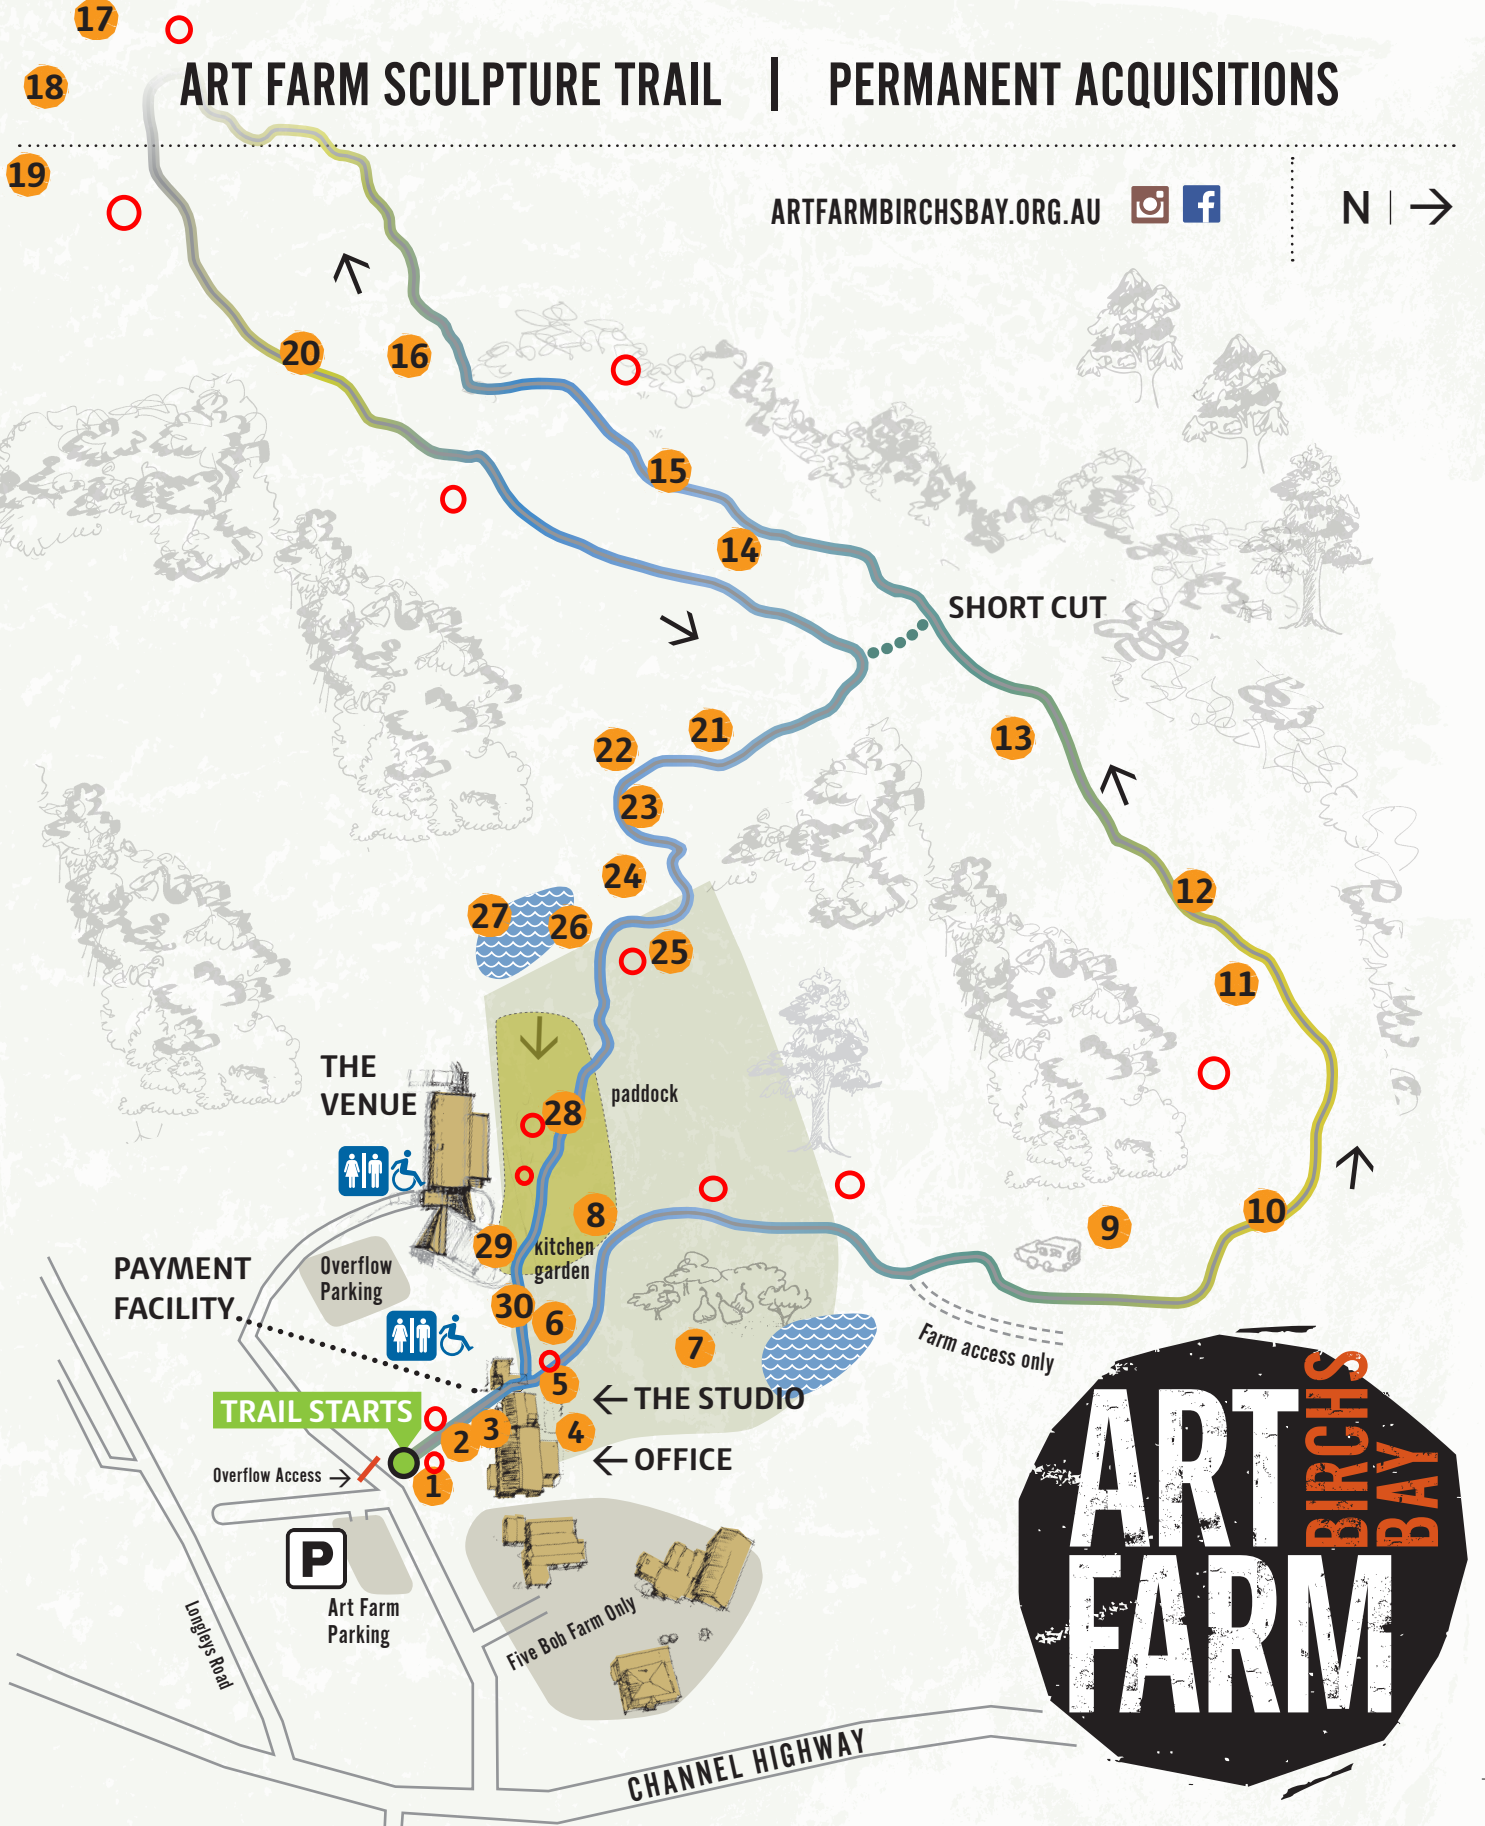 17
ART FARM SCULPTURE TRAIL | PERMANENT ACQUISITIONS
18
19
ARTFARMBIRCHSBAY.ORG.AU
N | →
20
16
15
14
SHORT CUT
13
21
22
23
24
12
27
26
25
11
THE
VENUE
paddock
28
8
9
10
29
kitchen
garden
PAYMENT
FACILITY
Overflow
Parking
30
6
7
Farm access only
5
← THE STUDIO
TRAIL STARTS
2
3
4
← OFFICE
Overflow Access →
1
P
Art Farm
Parking
Five Bob Farm Only
Longleys Road
CHANNEL HIGHWAY
ART
BIRCHS
BAY
FARM